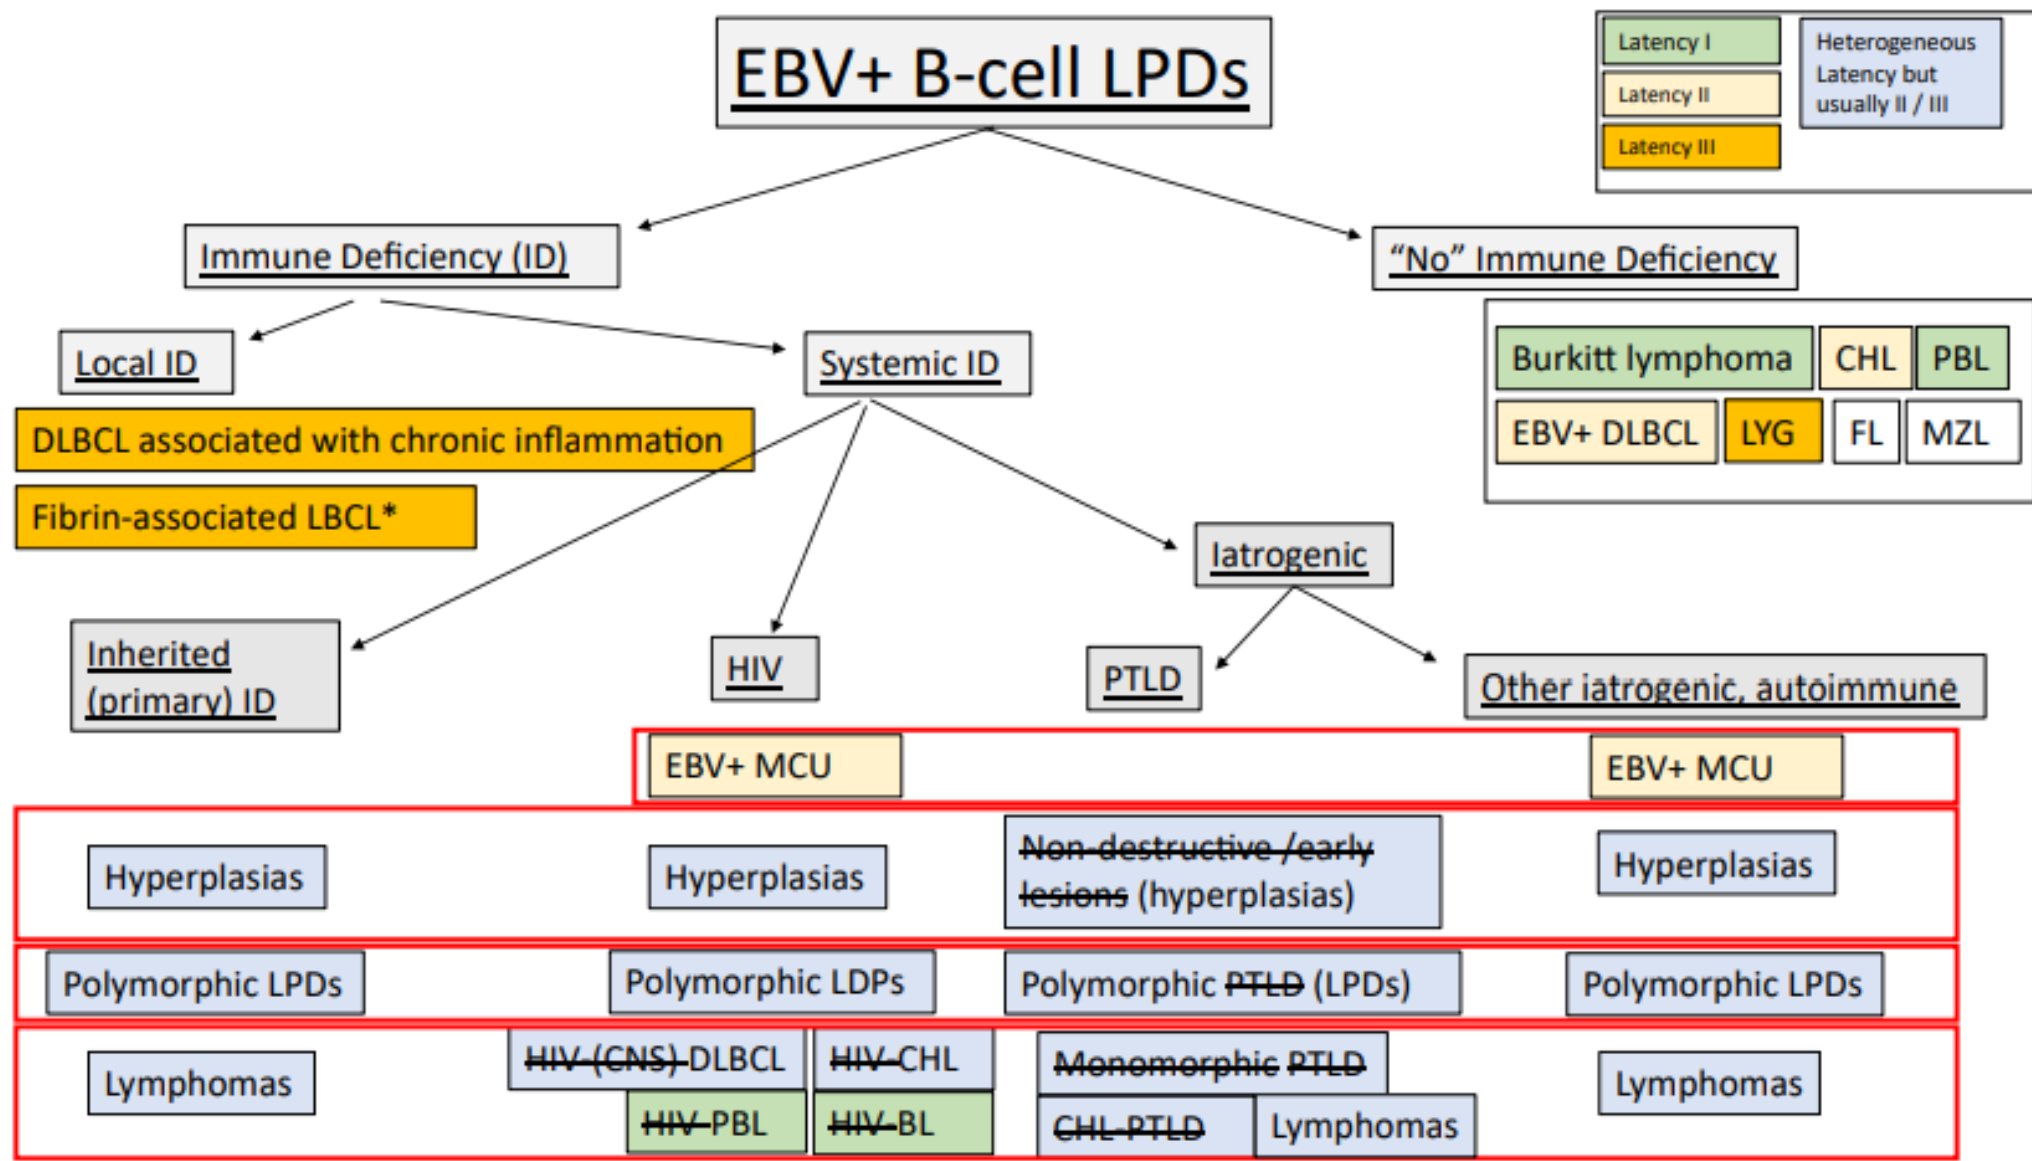 EBV+ B-cell LPDs
Latency I
Latency II
Latency III
Heterogeneous
Latency but
usually II / III
Immune Deficiency (ID)
“No” Immune Deficiency
Local ID
Systemic ID
Burkitt lymphoma
CHL
PBL
DLBCL associated with chronic inflammation
EBV+ DLBCL
LYG
FL
MZL
Fibrin-associated LBCL*
Iatrogenic
Inherited
(primary) ID
HIV
PTLD
Other iatrogenic, autoimmune
EBV+ MCU
EBV+ MCU
Hyperplasias
Hyperplasias
Non-destructive /early
lesions (hyperplasias)
Hyperplasias
Polymorphic LPDs
Polymorphic LDPs
Polymorphic PTLD (LPDs)
Polymorphic LPDs
Lymphomas
HIV-(CNS)-DLBCL
HIV-CHL
HIV-PBL
HIV-BL
Monomorphic PTLD
CHL-PTLD
Lymphomas
Lymphomas